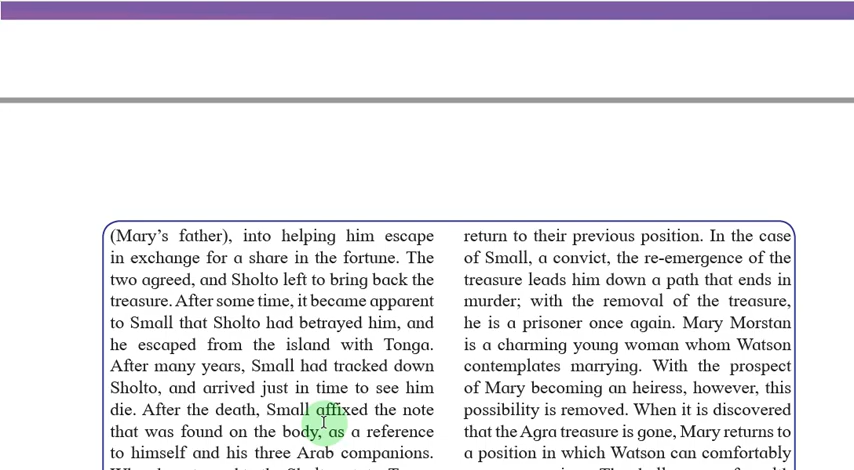 (Mary's father), into helping him escape
in exchange for a share in the fortune. The
two agreed, and Sholto left to bring back the
treasure. After some time, it became apparent
to Small that Sholto had betrayed him, and
he escaped from the island with Tonga.
After many years, Small had tracked down
Sholto, and arrived just in time to see him
die. After the death, Small affixed the note
that was found on the body, as a reference
to himself and his three Arab companions.
return to their previous position. In the case
of Small, a convict, the re-emergence of the
treasure leads him down a path that ends in
murder; with the removal of the treasure,
he is a prisoner once again. Mary Morstan
is a charming young woman whom Watson
contemplates marrying. With the prospect
of Mary becoming an heiress, however, this
possibility is removed. When it is discovered
that the Agra treasure is gone, Mary returns to
a position in which Watson can comfortably